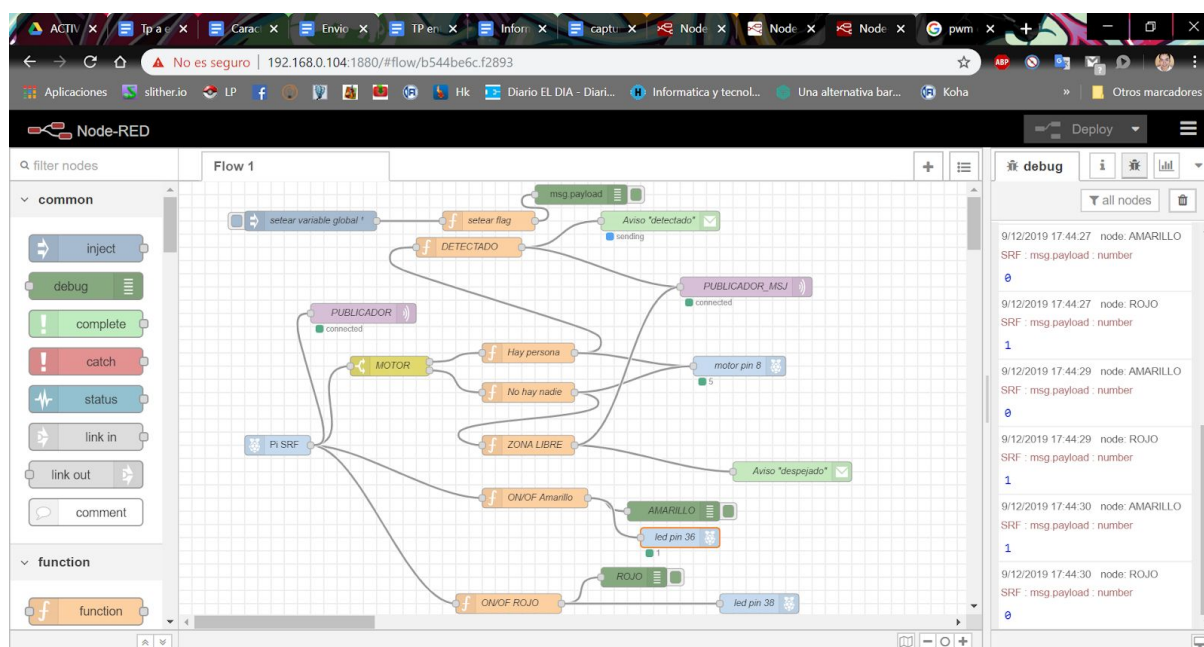 ACTIV
Tp a e
Carac
Envio
TP en
Inform
captu
Node
Node
Node
pwm
No es seguro | 192.168.0.104:1880/#flow/b544be6c.f2893
ABP
Aplicaciones slither.io LP Hk Diario EL DIA - Diari... Informatica y tecnol... Una alternativa bar... Koha » Otros marcadores
Node-RED
Deploy
filter nodes
common
inject
debug
complete
catch
status
link in
link out
comment
function
function
Flow 1
msg.payload
setear variable global ¹
setear flag
Aviso "detectado"
sending
DETECTADO
PUBLICADOR_MSJ
connected
PUBLICADOR
connected
Hay persona
MOTOR
motor pin 8
5
No hay nadie
Pi SRF
ZONA LIBRE
Aviso "despejado"
ON/OF Amarillo
AMARILLO
led pin 36
1
ROJO
ON/OF ROJO
led pin 38
debug
i
all nodes
9/12/2019 17:44:27 node: AMARILLO
SRF : msg.payload : number
0
9/12/2019 17:44:27 node: ROJO
SRF : msg.payload : number
1
9/12/2019 17:44:29 node: AMARILLO
SRF : msg.payload : number
0
9/12/2019 17:44:29 node: ROJO
SRF : msg.payload : number
1
9/12/2019 17:44:30 node: AMARILLO
SRF : msg.payload : number
1
9/12/2019 17:44:30 node: ROJO
SRF : msg.payload : number
0